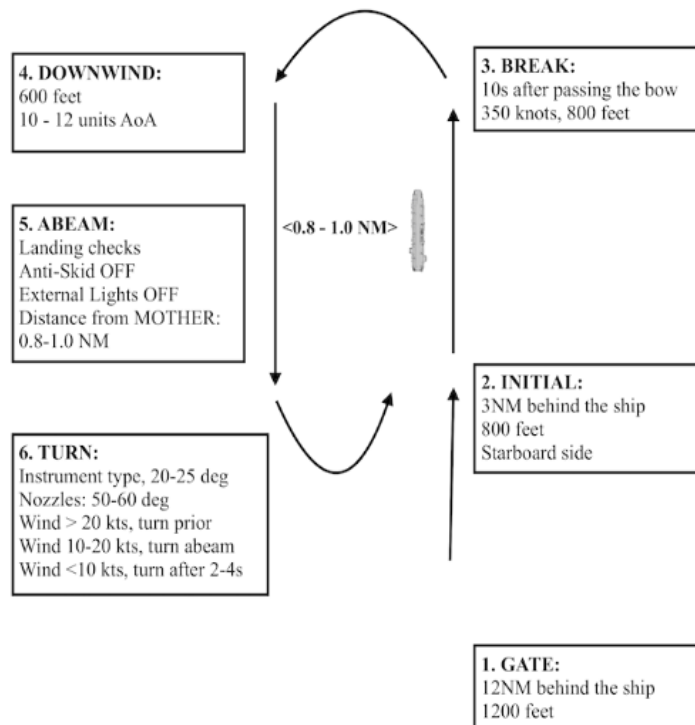 4. DOWNWIND:
600 feet
10 - 12 units AoA
3. BREAK:
10s after passing the bow
350 knots, 800 feet
5. ABEAM:
Landing checks
Anti-Skid OFF
External Lights OFF
Distance from MOTHER:
0.8-1.0 NM
<0.8 - 1.0 NM>
2. INITIAL:
3NM behind the ship
800 feet
Starboard side
6. TURN:
Instrument type, 20-25 deg
Nozzles: 50-60 deg
Wind > 20 kts, turn prior
Wind 10-20 kts, turn abeam
Wind <10 kts, turn after 2-4s
1. GATE:
12NM behind the ship
1200 feet